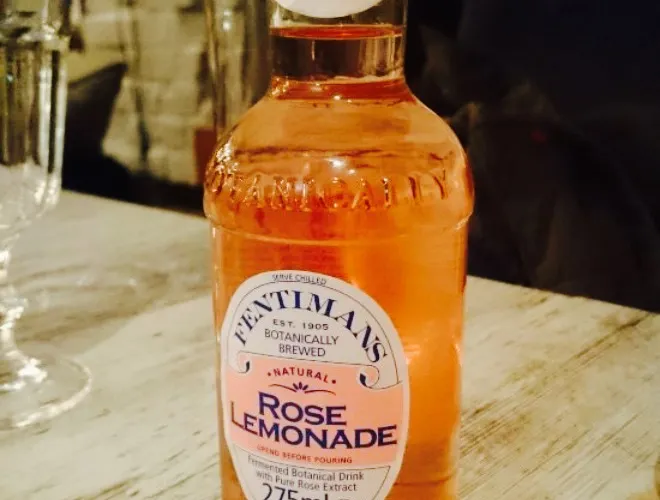 BOTANICALLY
SERVE CHILLED
FENTIMANS
EST. 1905
BOTANICALLY
BREWED
• NATURAL •
ROSE
LEMONADE
UPEND BEFORE POURING
Fermented Botanical Drink
with Pure Rose Extract
275ml e